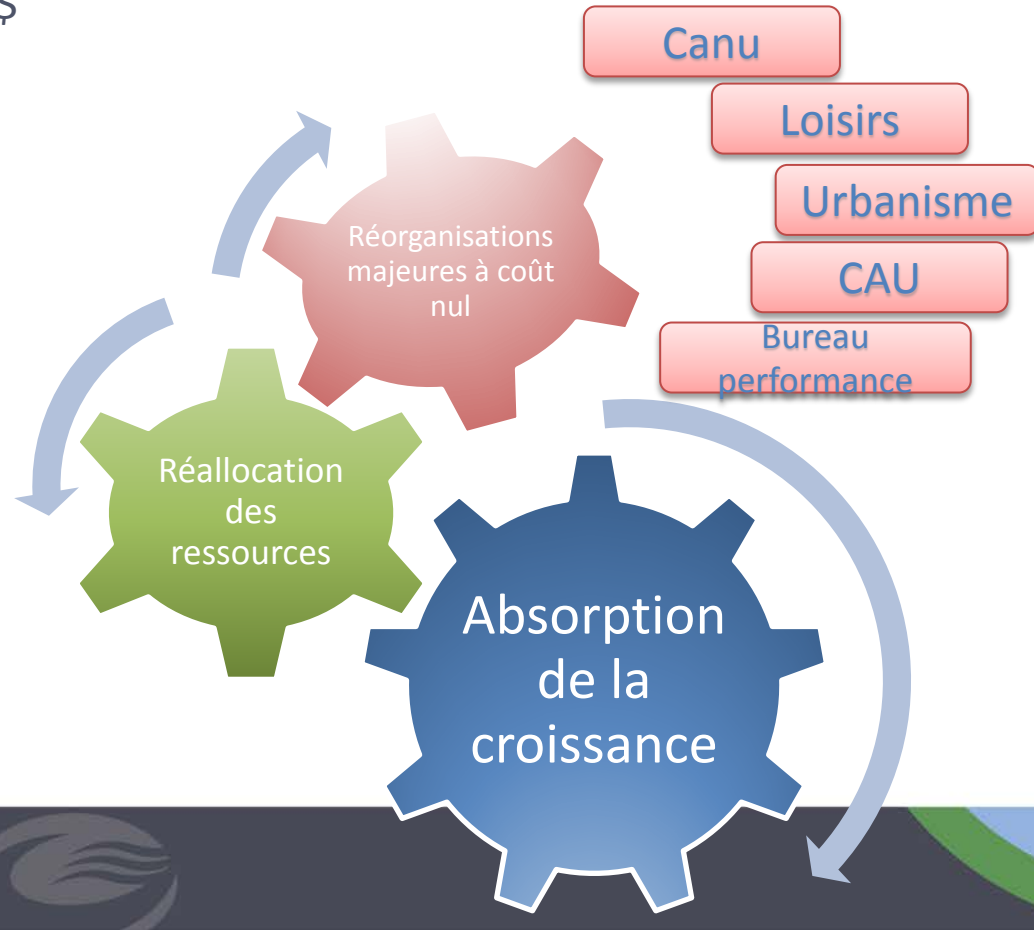 $
Canu
Loisirs
Urbanisme
CAU
Bureau
performance
Réorganisations
majeures à coût
nul
Réallocation
des
ressources
Absorption
de la
croissance